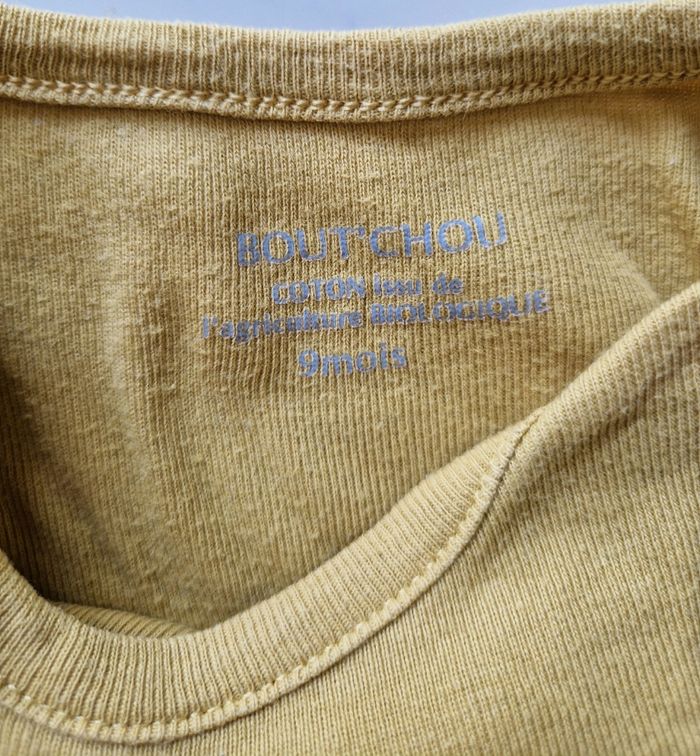 BOUT'CHOU
COTON issu de
l'agriculture BIOLOGIQUE
9mois